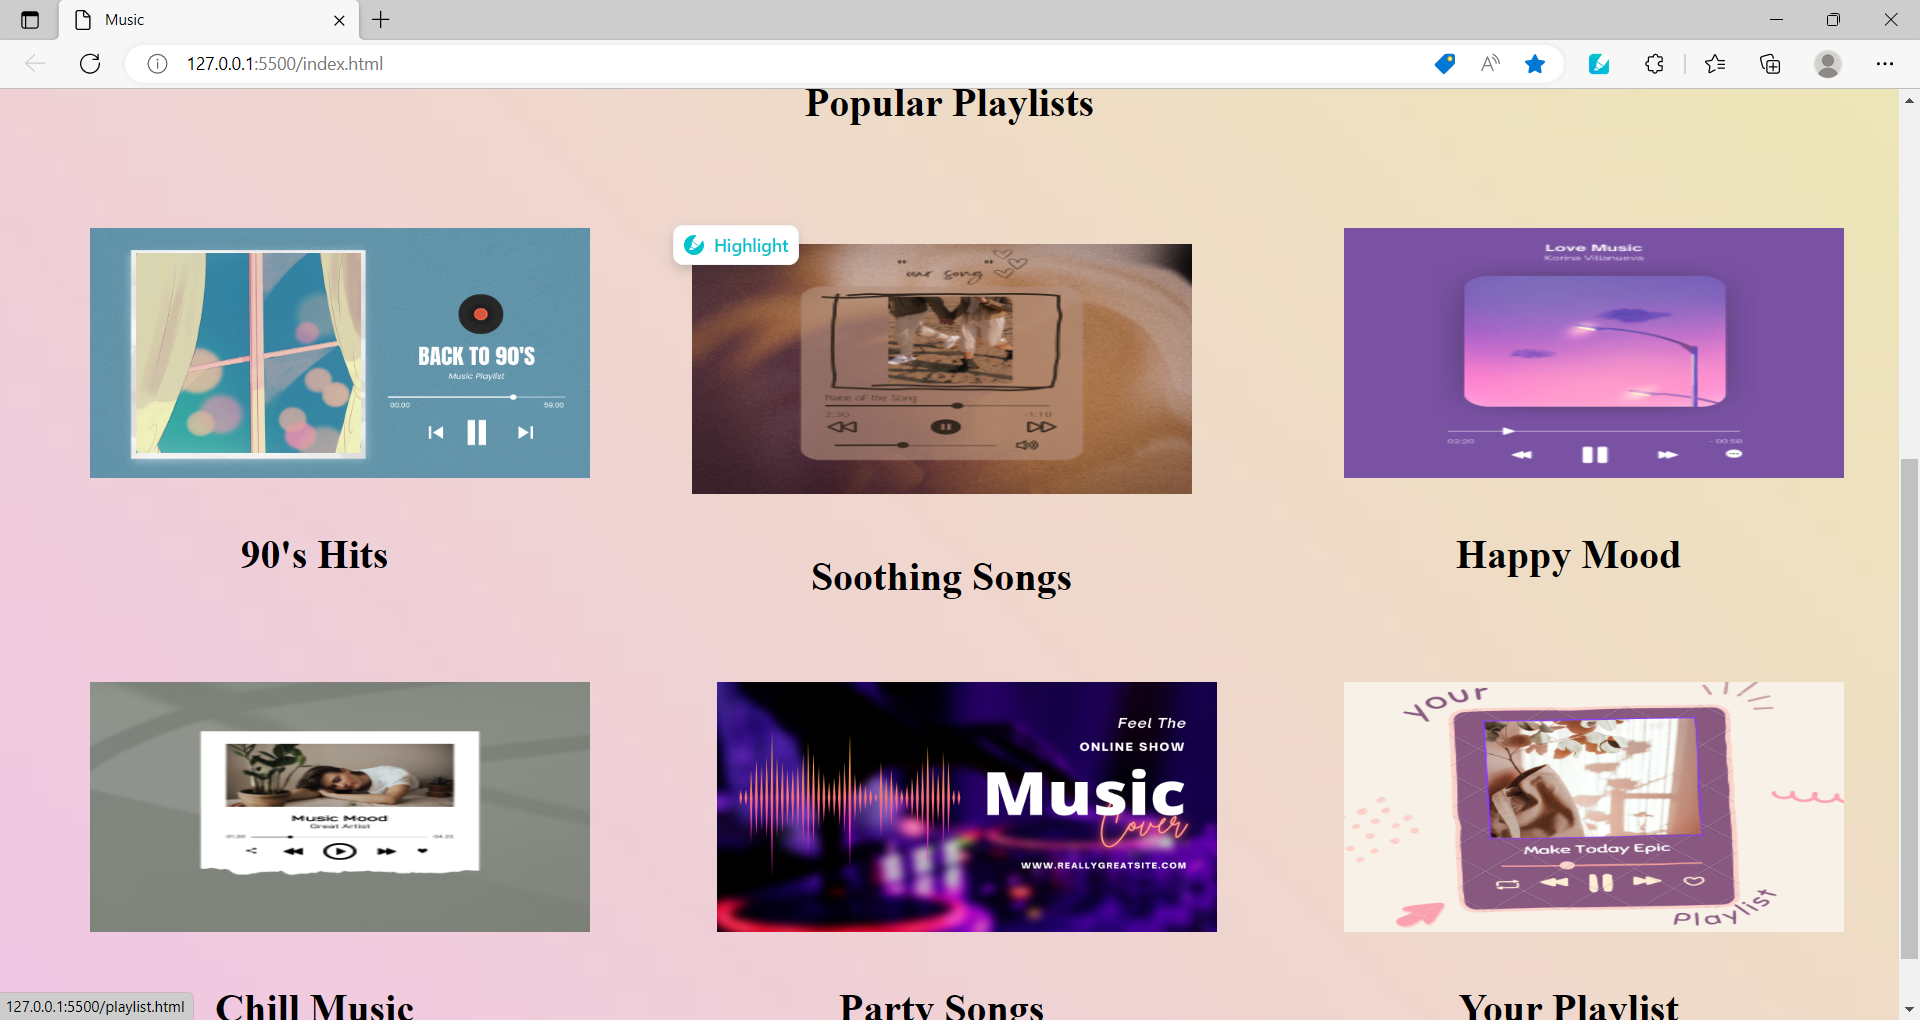 Music
127.0.0.1:5500/index.html
Popular Playlists
BACK TO 90'S
Music Playlist
00.00
59.00
90's Hits
Highlight
" our song "
Name of the Song
2:30
-1:10
Soothing Songs
Love Music
Karina Villanueva
02:20
- 00:58
Happy Mood
Music Mood
Great Artist
01.26
04.22
Chill Music
Feel The
ONLINE SHOW
Music
Cover
WWW.REALLYGREATSITE.COM
Party Songs
Your
Make Today Epic
Playlist
Your Playlist
127.0.0.1:5500/playlist.html